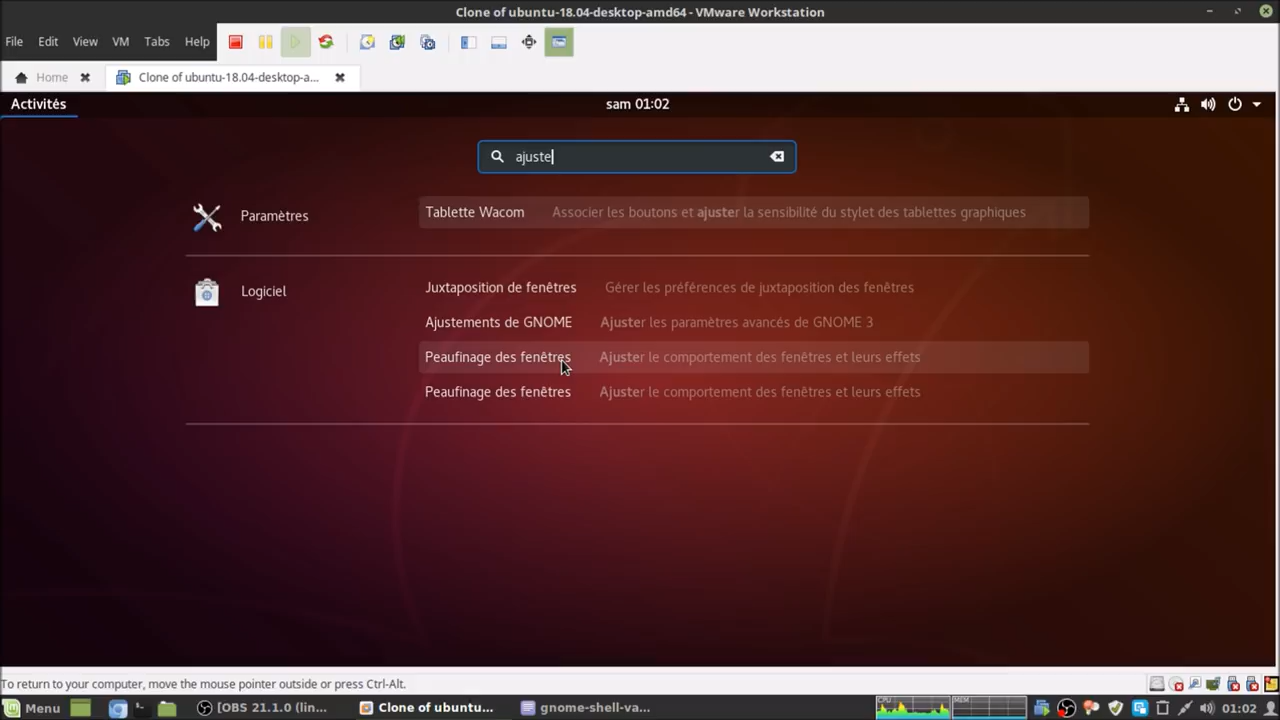 Clone of ubuntu-18.04-desktop-amd64 - VMware Workstation
File Edit View VM Tabs Help
Home
Clone of ubuntu-18.04-desktop-a...
Activités
sam 01:02
ajuste
Paramètres
Tablette Wacom Associer les boutons et ajuster la sensibilité du stylet des tablettes graphiques
Logiciel
Juxtaposition de fenêtres Gérer les préférences de juxtaposition des fenêtres
Ajustements de GNOME Ajuster les paramètres avancés de GNOME 3
Peaufinage des fenêtres Ajuster le comportement des fenêtres et leurs effets
Peaufinage des fenêtres Ajuster le comportement des fenêtres et leurs effets
To return to your computer, move the mouse pointer outside or press Ctrl-Alt.
Menu
[OBS 21.1.0 (lin...
Clone of ubuntu...
gnome-shell-va...
CPU
MEM
01:02